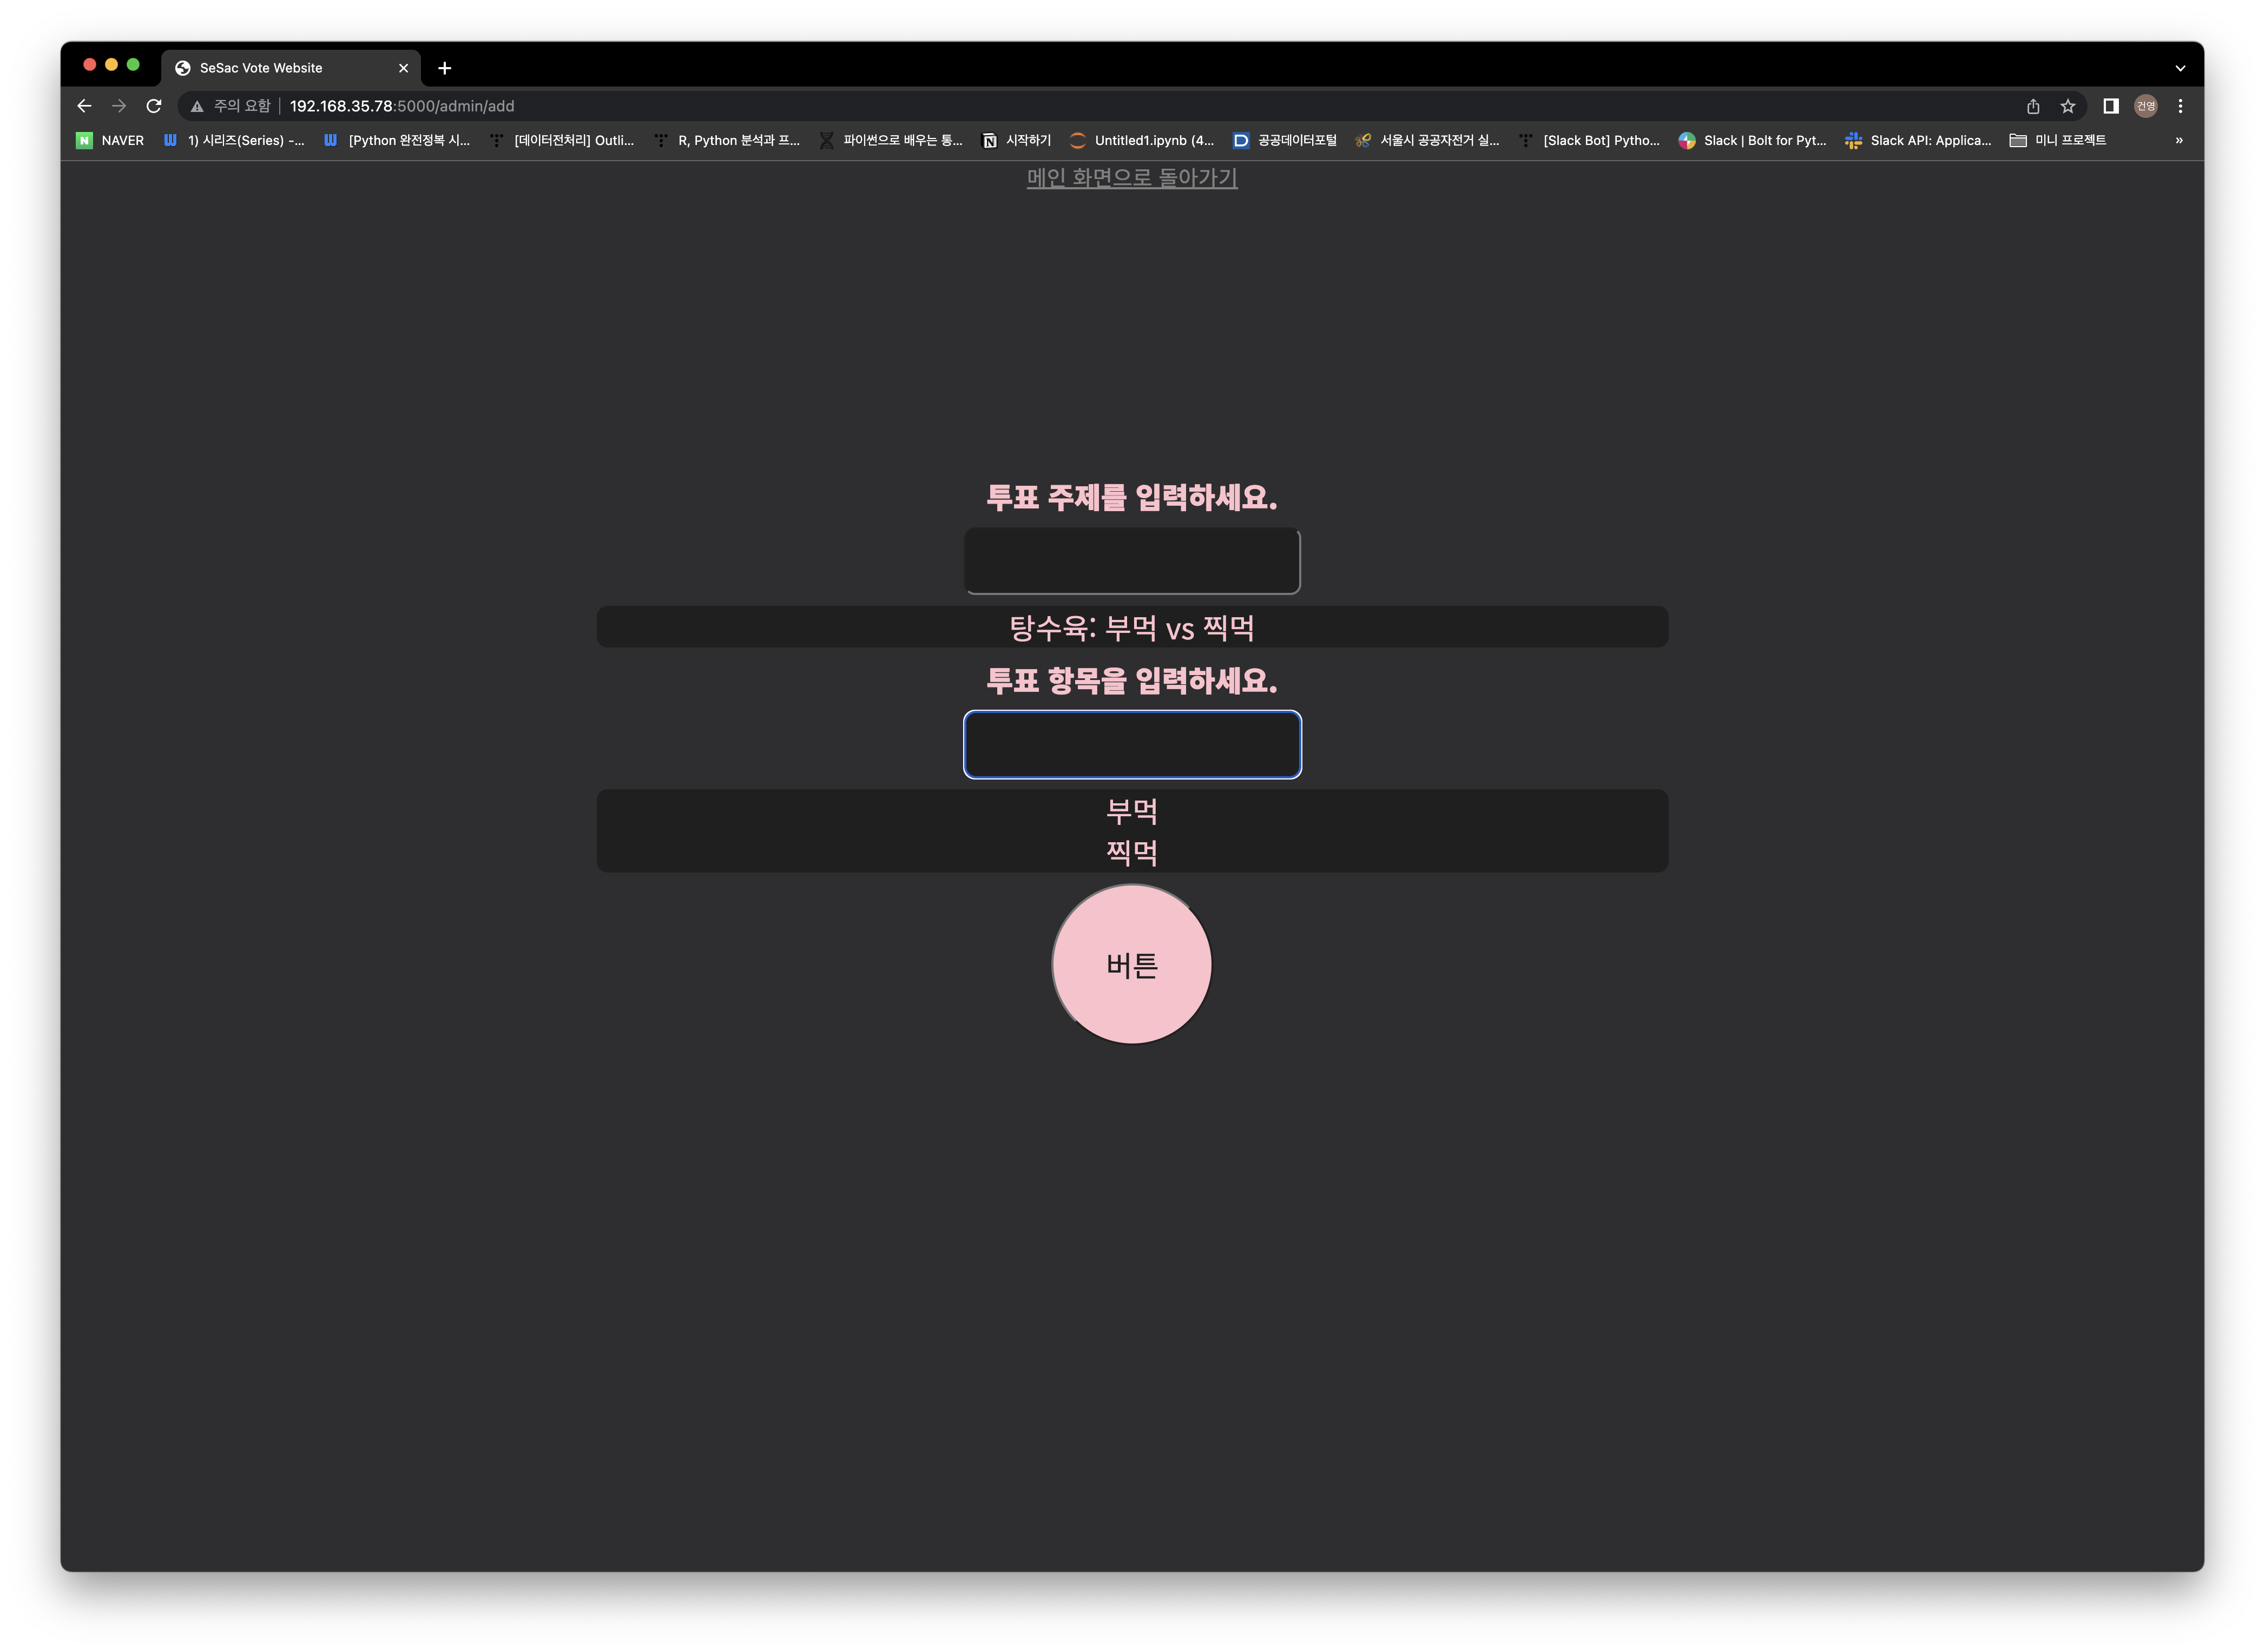 SeSac Vote Website
주의 요함 192.168.35.78:5000/admin/add
건영
NAVER 1) 시리즈(Series) -... [Python 완전정복 시... [데이터전처리] Outli... R, Python 분석과 프... 파이썬으로 배우는 통... 시작하기 Untitled1.ipynb (4... 공공데이터포털 서울시 공공자전거 실... [Slack Bot] Pytho... Slack | Bolt for Pyt... Slack API: Applica... 미니 프로젝트 »
메인 화면으로 돌아가기
투표 주제를 입력하세요.
탕수육: 부먹 vs 찍먹
투표 항목을 입력하세요.
부먹
찍먹
버튼